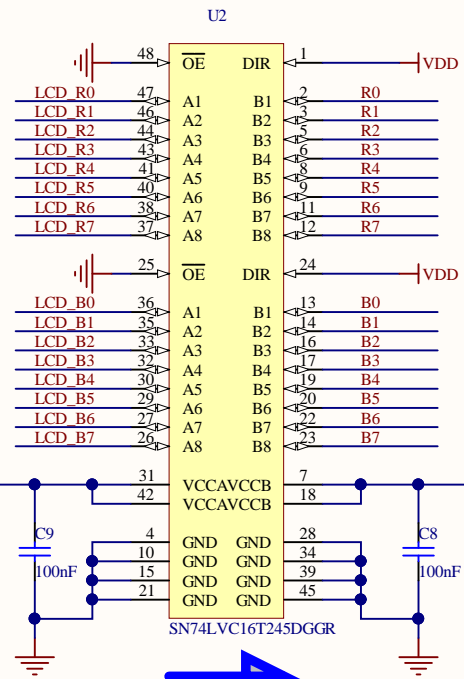 U2
48 OE DIR 1 VDD
LCD_R0 47 A1 B1 2 R0
LCD_R1 46 A2 B2 3 R1
LCD_R2 44 A3 B3 5 R2
LCD_R3 43 A4 B4 6 R3
LCD_R4 41 A5 B5 8 R4
LCD_R5 40 A6 B6 9 R5
LCD_R6 38 A7 B7 11 R6
LCD_R7 37 A8 B8 12 R7
25 OE DIR 24 VDD
LCD_B0 36 A1 B1 13 B0
LCD_B1 35 A2 B2 14 B1
LCD_B2 33 A3 B3 16 B2
LCD_B3 32 A4 B4 17 B3
LCD_B4 30 A5 B5 19 B4
LCD_B5 29 A6 B6 20 B5
LCD_B6 27 A7 B7 22 B6
LCD_B7 26 A8 B8 23 B7
31 VCCAVCCB 7
42 VCCAVCCB 18
C9 4 GND GND 28 C8
10 GND GND 34
100nF 15 GND GND 39 100nF
21 GND GND 45
SN74LVC16T245DGGR